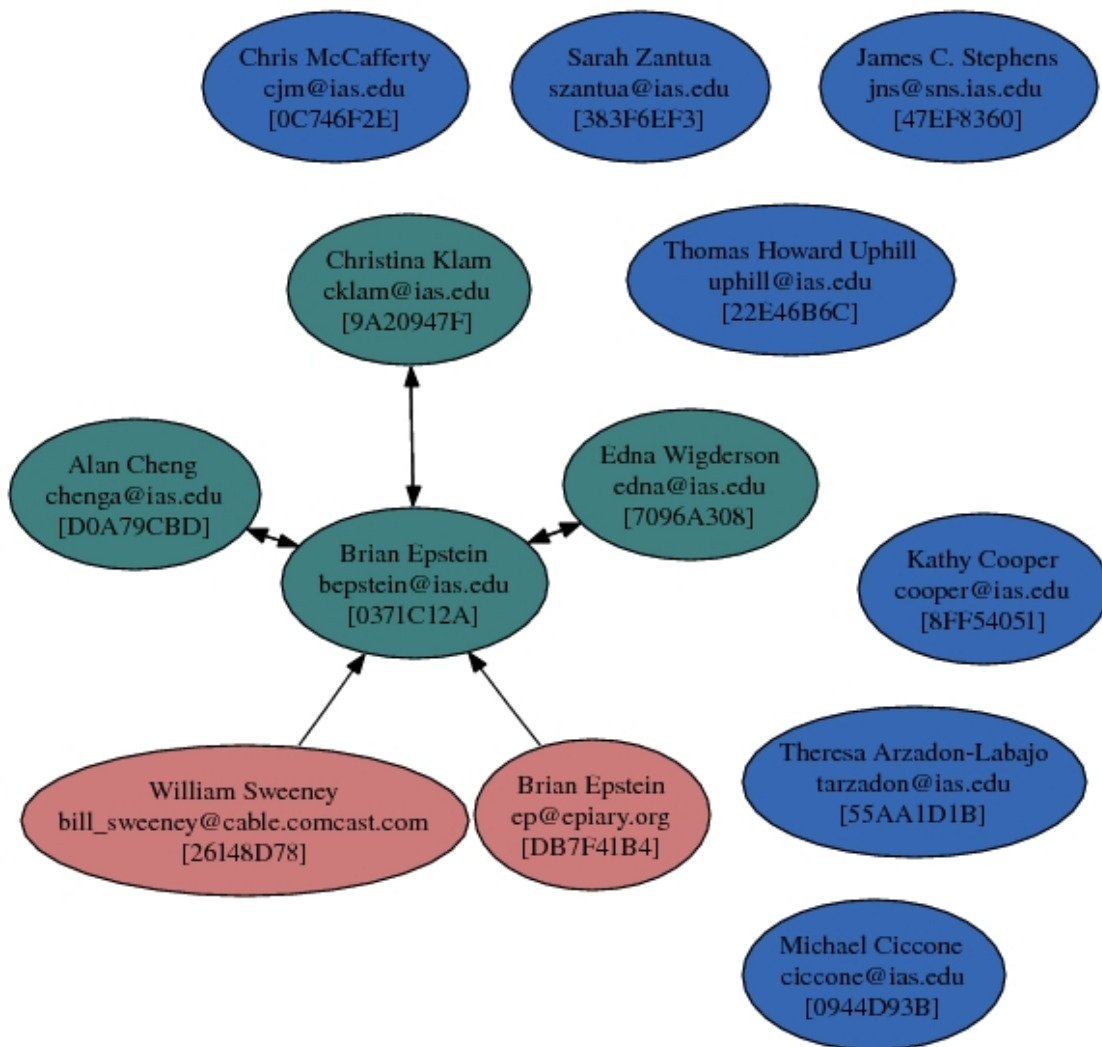 Chris McCafferty
cjm@ias.edu
[0C746F2E]
Sarah Zantua
szantua@ias.edu
[383F6EF3]
James C. Stephens
jns@sns.ias.edu
[47EF8360]
Christina Klam
cklam@ias.edu
[9A20947F]
Thomas Howard Uphill
uphill@ias.edu
[22E46B6C]
Alan Cheng
chenga@ias.edu
[D0A79CBD]
Edna Wigderson
edna@ias.edu
[7096A308]
Brian Epstein
bepstein@ias.edu
[0371C12A]
Kathy Cooper
cooper@ias.edu
[8FF54051]
William Sweeney
bill_sweeney@cable.comcast.com
[26148D78]
Brian Epstein
ep@epiary.org
[DB7F41B4]
Theresa Arzadon-Labajo
tarzadon@ias.edu
[55AA1D1B]
Michael Ciccone
ciccone@ias.edu
[0944D93B]